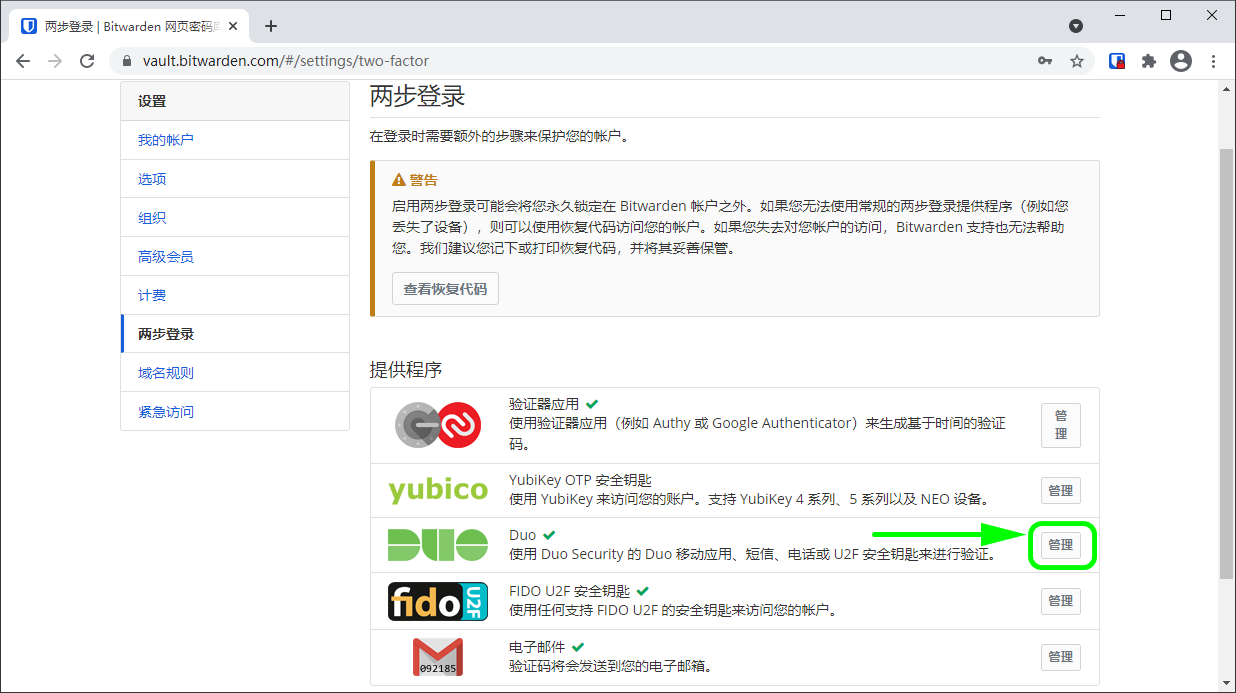 两步登录 | Bitwarden 网页密码库
vault.bitwarden.com/#/settings/two-factor
设置
我的帐户
选项
组织
高级会员
计费
两步登录
域名规则
紧急访问
两步登录
在登录时需要额外的步骤来保护您的帐户。
警告
启用两步登录可能会将您永久锁定在 Bitwarden 帐户之外。如果您无法使用常规的两步登录提供程序（例如您
丢失了设备），则可以使用恢复代码访问您的帐户。如果您失去对您帐户的访问，Bitwarden 支持也无法帮助
您。我们建议您记下或打印恢复代码，并将其妥善保管。
查看恢复代码
提供程序
验证器应用
使用验证器应用（例如 Authy 或 Google Authenticator）来生成基于时间的验证
码。
管
理
yubico
YubiKey OTP 安全钥匙
使用 YubiKey 来访问您的账户。支持 YubiKey 4 系列、5 系列以及 NEO 设备。
管理
DUO
Duo
使用 Duo Security 的 Duo 移动应用、短信、电话或 U2F 安全钥匙来进行验证。
管理
fido U2F
FIDO U2F 安全钥匙
使用任何支持 FIDO U2F 的安全钥匙来访问您的帐户。
管理
092185
电子邮件
验证码将会发送到您的电子邮箱。
管理